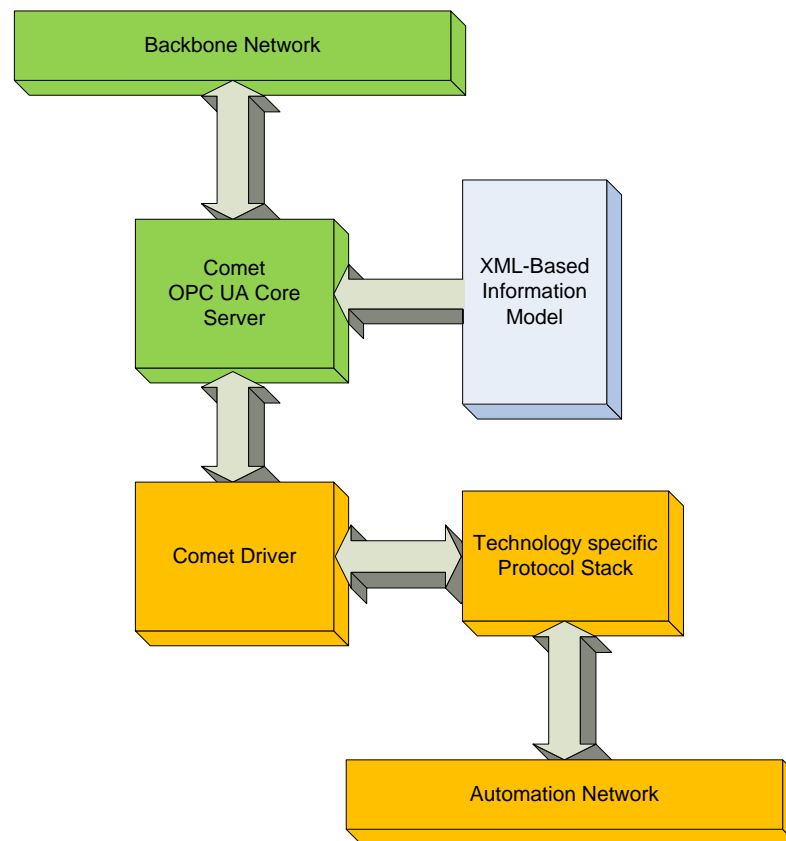 Backbone Network
Comet
OPC UA Core
Server
XML-Based
Information
Model
Comet Driver
Technology specific
Protocol Stack
Automation Network